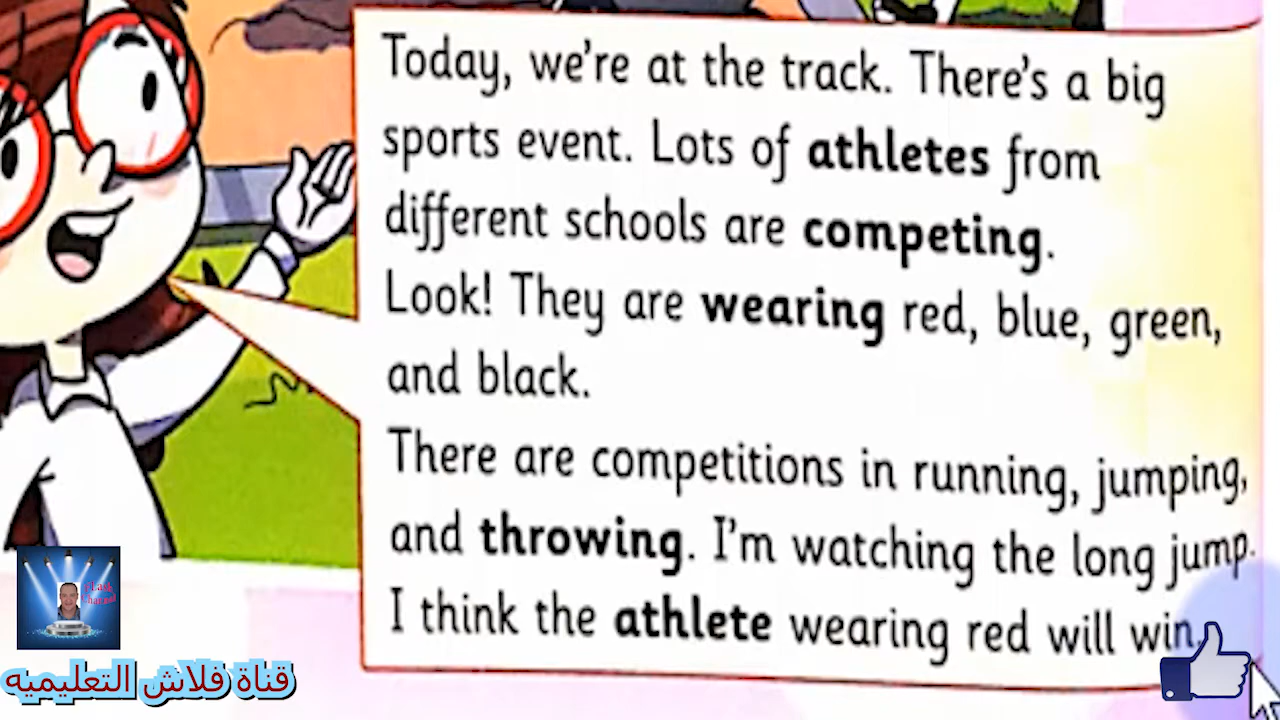 Today, we're at the track. There's a big
sports event. Lots of athletes from
different schools are competing.
Look! They are wearing red, blue, green,
and black.
There are competitions in running, jumping,
and throwing. I'm watching the long jump.
I think the athlete wearing red will win.
Flash
Channel
قناة فلاش التعليميه